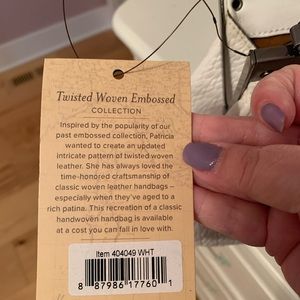 Twisted Woven Embossed
COLLECTION
Inspired by the popularity of our
past embossed collection, Patricia
wanted to create an updated
intricate pattern of twisted woven
leather. She has always loved the
time-honored craftsmanship of
classic woven leather handbags –
especially when they've aged to a
rich patina. This recreation of a classic
handwoven handbag is available
at a cost you can fall in love with.
Item 404049 WHT
8 87986 17760 1